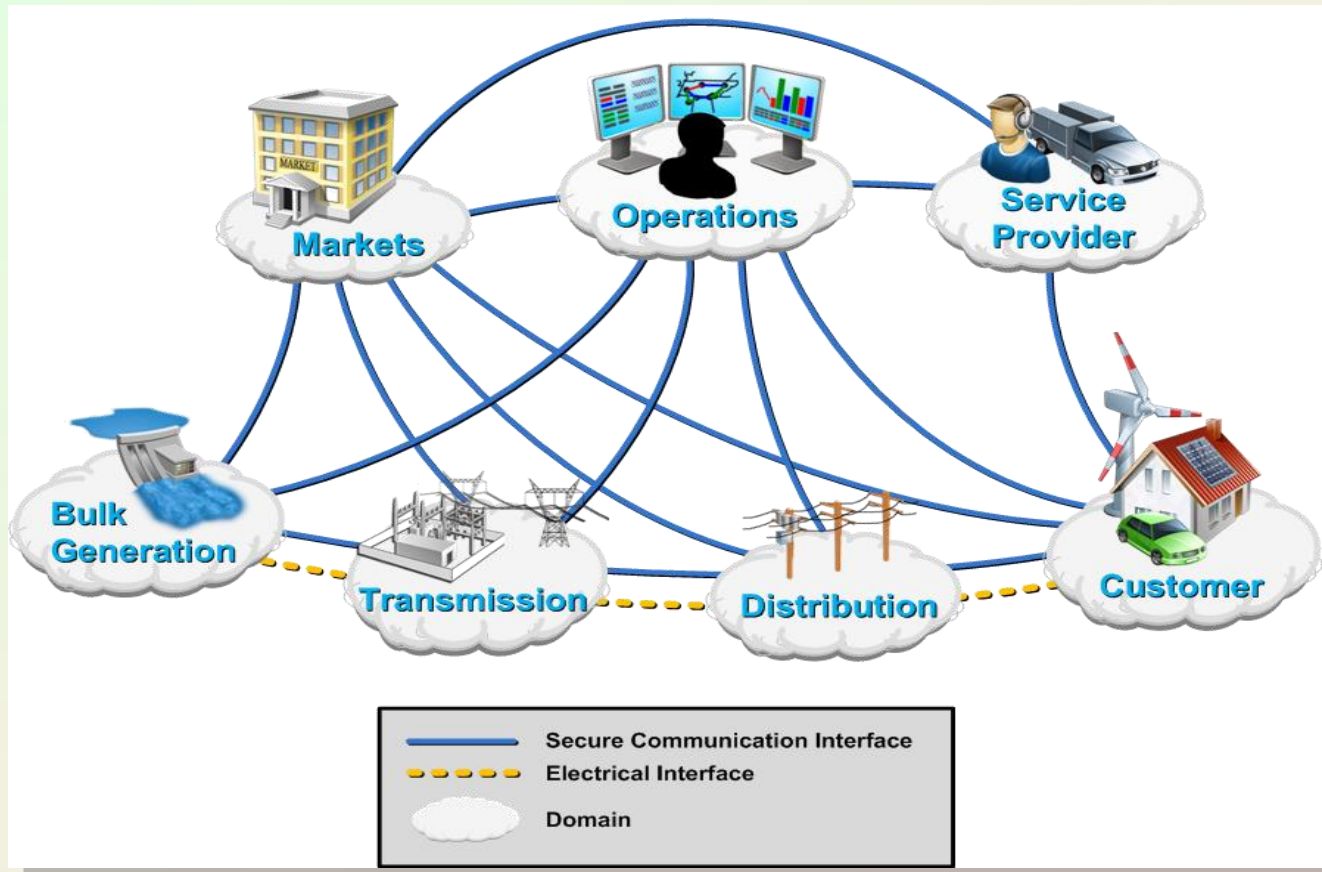 MARKET
Markets
Operations
Service
Provider
Bulk
Generation
Transmission
Distribution
Customer
Secure Communication Interface
Electrical Interface
Domain